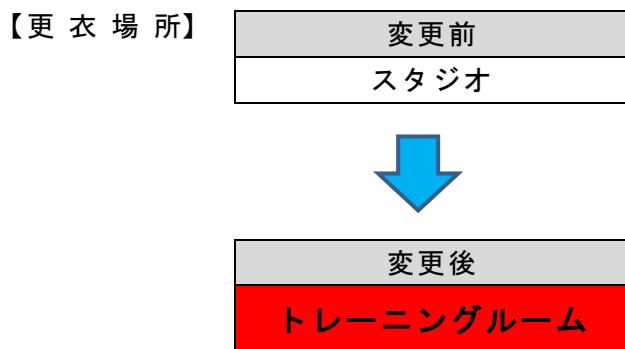 【更 衣 場 所】
変更前
スタジオ
変更後
トレーニングルーム